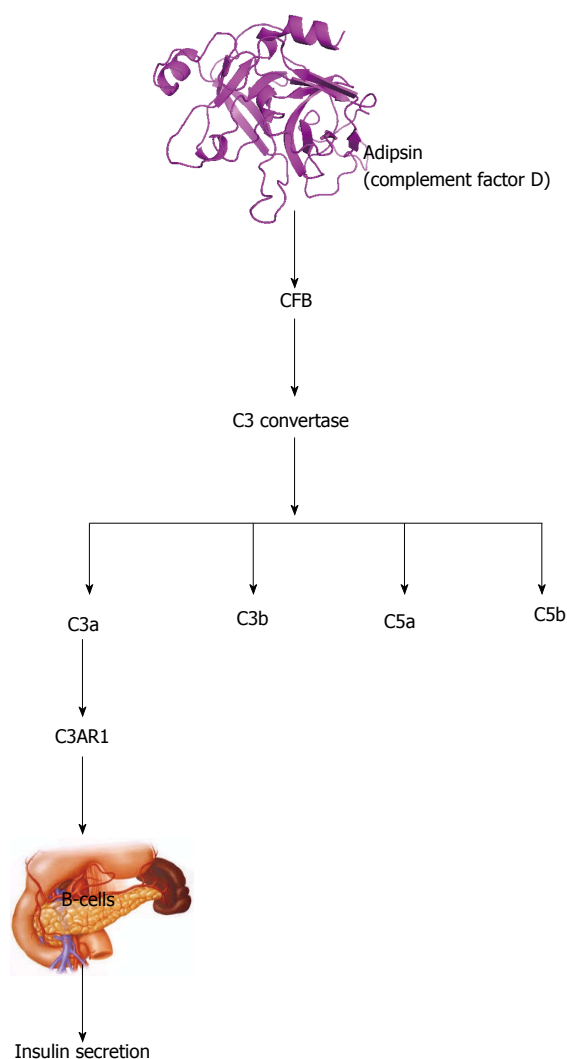 Adipsin
(complement factor D)
CFB
C3 convertase
C3a
C3b
C5a
C5b
C3AR1
B-cells
Insulin secretion